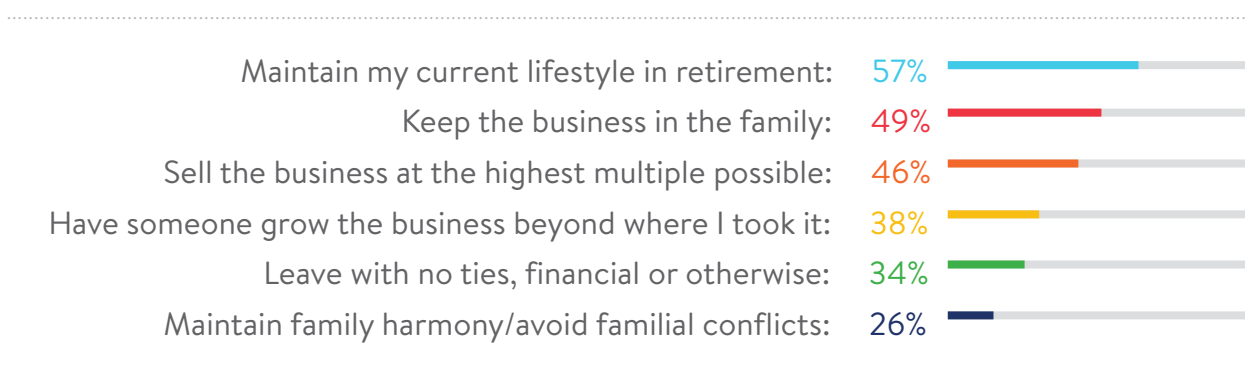 Maintain my current lifestyle in retirement: 57%
Keep the business in the family: 49%
Sell the business at the highest multiple possible: 46%
Have someone grow the business beyond where I took it: 38%
Leave with no ties, financial or otherwise: 34%
Maintain family harmony/avoid familial conflicts: 26%